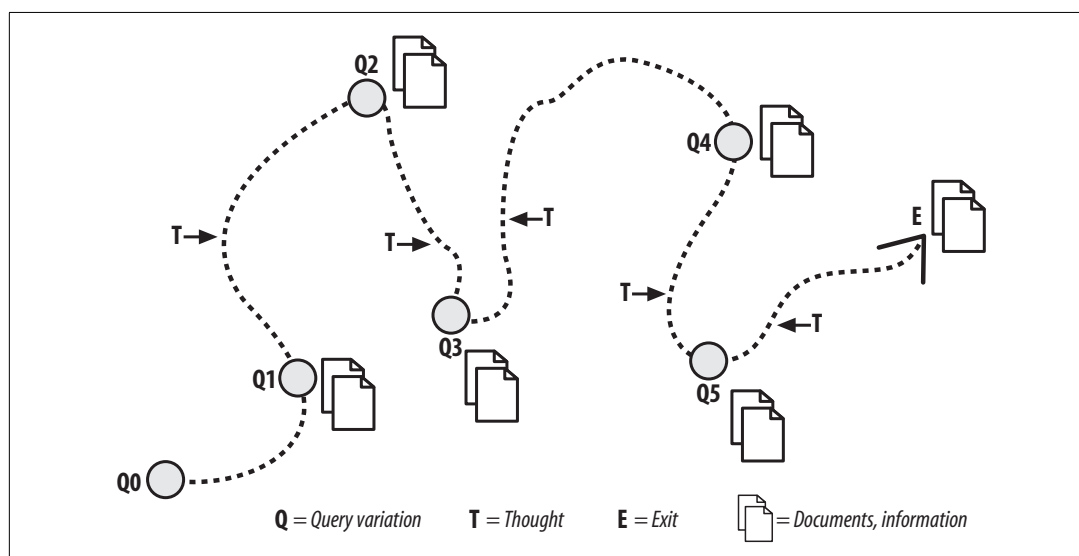 Q2
Q4
T
E
T
T
T
Q3
T
Q1
Q5
Q0
Q = Query variation T = Thought E = Exit = Documents, information